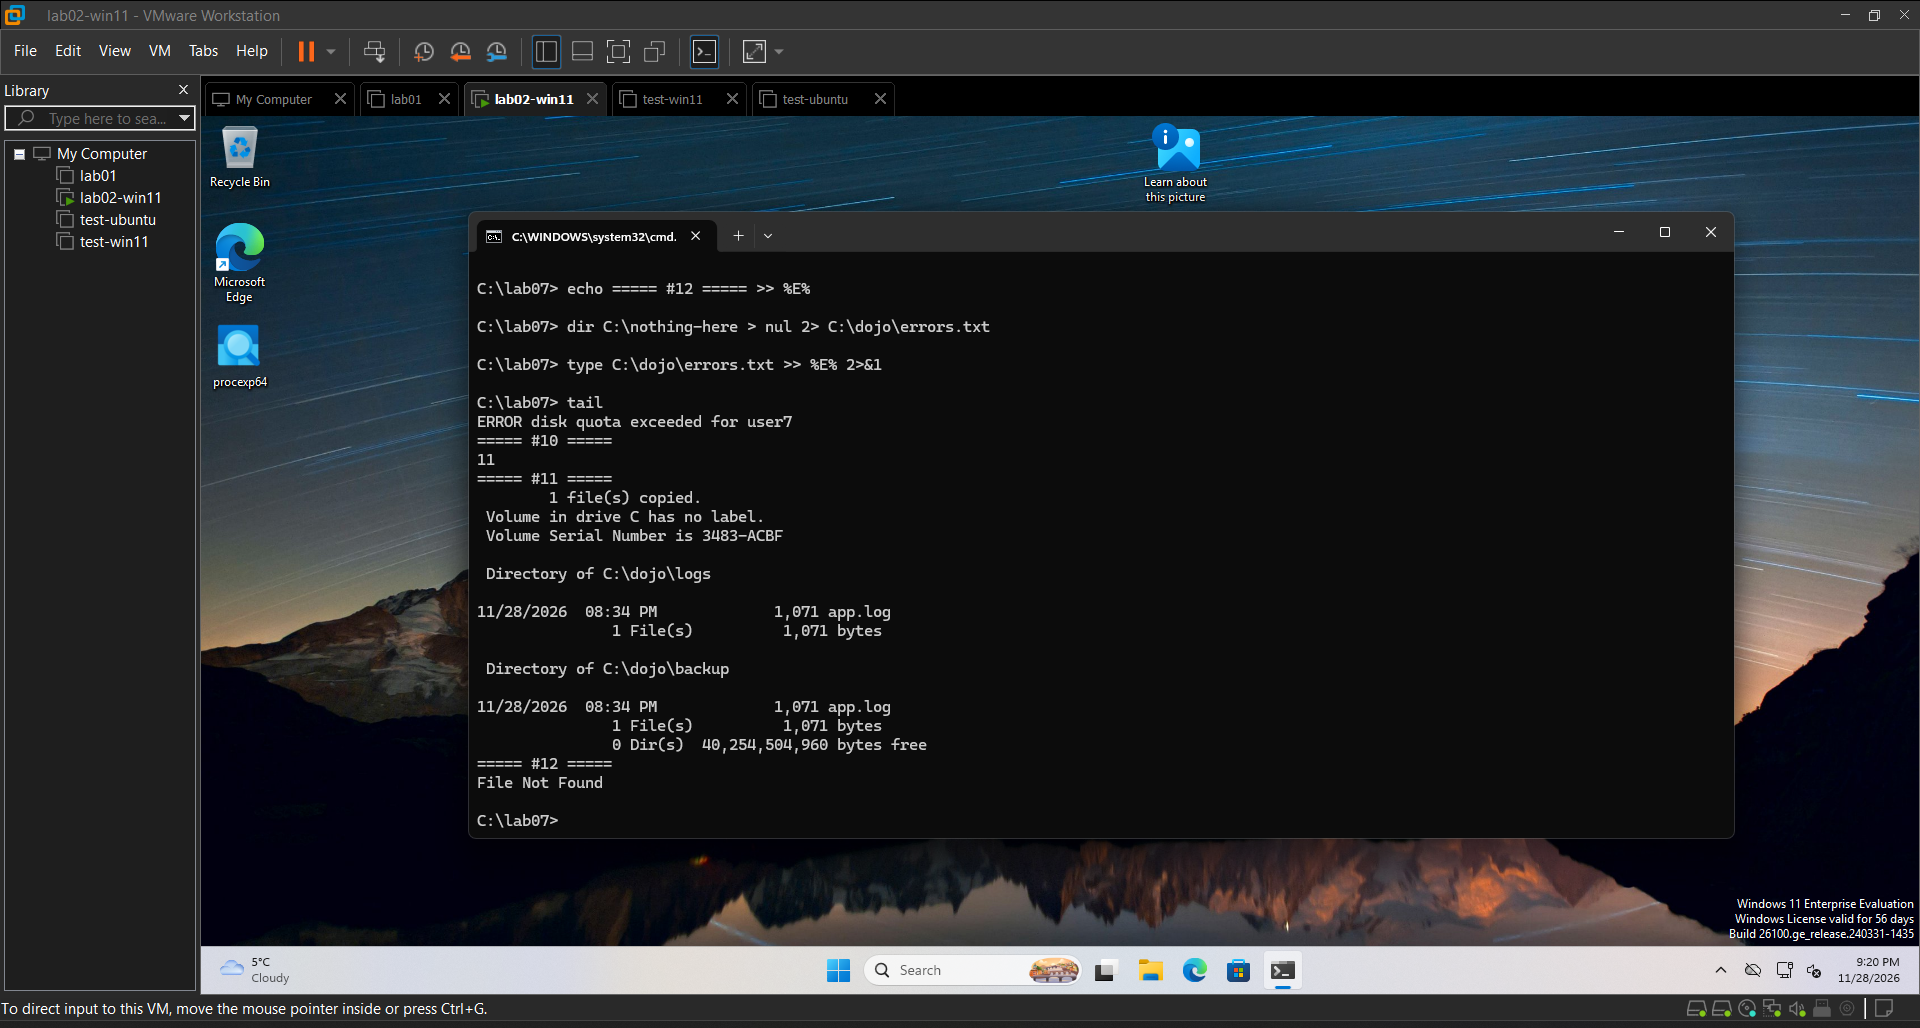 lab02-win11 - VMware Workstation
File Edit View VM Tabs Help
Library
Type here to sea...
My Computer
lab01
lab02-win11
test-ubuntu
test-win11
My Computer lab01 lab02-win11 test-win11 test-ubuntu
Recycle Bin
Microsoft
Edge
procexp64
Learn about
this picture
C:\WINDOWS\system32\cmd.
C:\lab07> echo ===== #12 ===== >> %E%
C:\lab07> dir C:\nothing-here > nul 2> C:\dojo\errors.txt
C:\lab07> type C:\dojo\errors.txt >> %E% 2>&1
C:\lab07> tail
ERROR disk quota exceeded for user7
===== #10 =====
11
===== #11 =====
1 file(s) copied.
Volume in drive C has no label.
Volume Serial Number is 3483-ACBF
Directory of C:\dojo\logs
11/28/2026 08:34 PM 1,071 app.log
1 File(s) 1,071 bytes
Directory of C:\dojo\backup
11/28/2026 08:34 PM 1,071 app.log
1 File(s) 1,071 bytes
0 Dir(s) 40,254,504,960 bytes free
===== #12 =====
File Not Found
C:\lab07>
Windows 11 Enterprise Evaluation
Windows License valid for 56 days
Build 26100.ge_release.240331-1435
5°C
Cloudy
Search
9:20 PM
11/28/2026
To direct input to this VM, move the mouse pointer inside or press Ctrl+G.